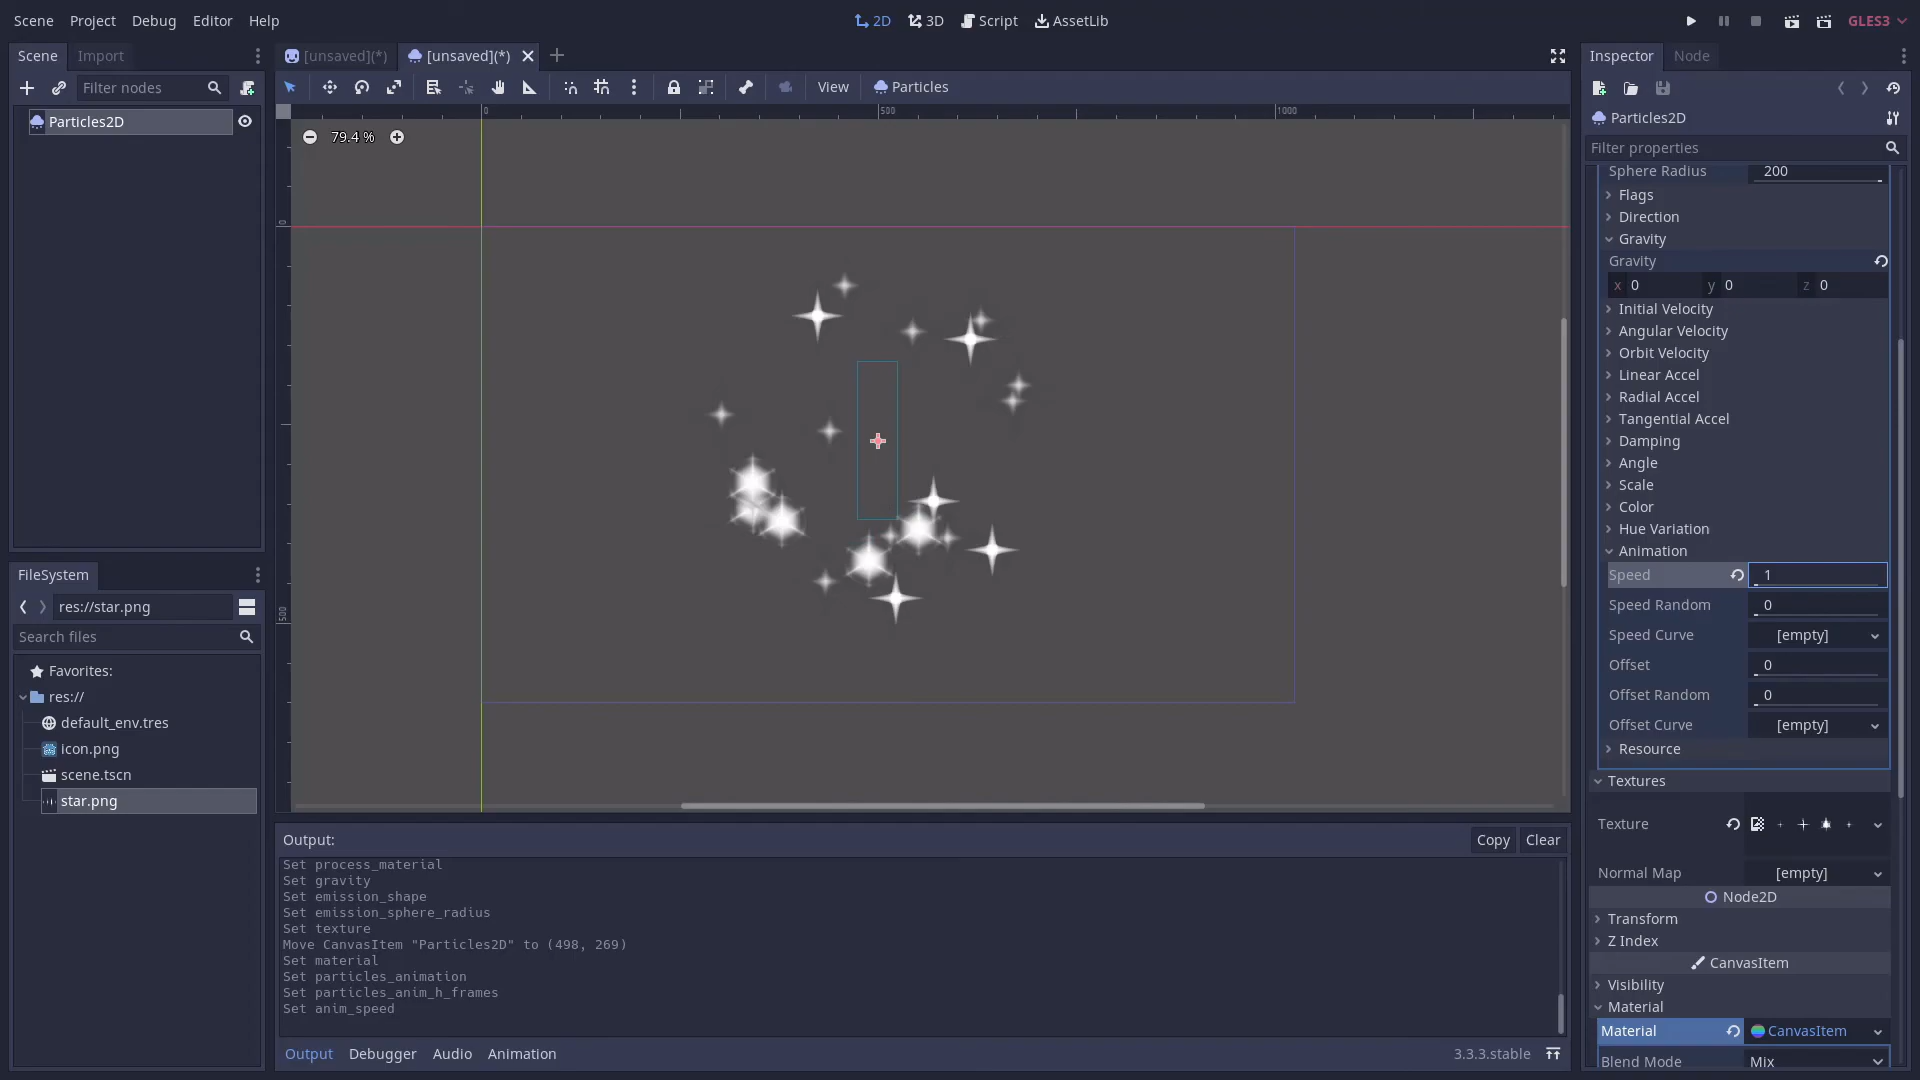 Scene Project Debug Editor Help
2D 3D Script AssetLib
GLES3
Scene Import
[unsaved](*) [unsaved](*)
Inspector Node
Filter nodes
View Particles
Particles2D
Particles2D
Filter properties
0 500 1000
0
500
79.4 %
Sphere Radius 200
Flags
Direction
Gravity
Gravity
x 0 y 0 z 0
Initial Velocity
Angular Velocity
Orbit Velocity
Linear Accel
Radial Accel
Tangential Accel
Damping
Angle
Scale
Color
Hue Variation
Animation
Speed 1
Speed Random 0
Speed Curve [empty]
Offset 0
Offset Random 0
Offset Curve [empty]
Resource
Textures
Texture
Normal Map [empty]
Node2D
Transform
Z Index
CanvasItem
Visibility
Material
Material CanvasItem
Blend Mode Mix
FileSystem
res://star.png
Search files
Favorites:
res://
default_env.tres
icon.png
scene.tscn
star.png
Output: Copy Clear
Set process_material
Set gravity
Set emission_shape
Set emission_sphere_radius
Set texture
Move CanvasItem "Particles2D" to (498, 269)
Set material
Set particles_animation
Set particles_anim_h_frames
Set anim_speed
Output Debugger Audio Animation 3.3.3.stable